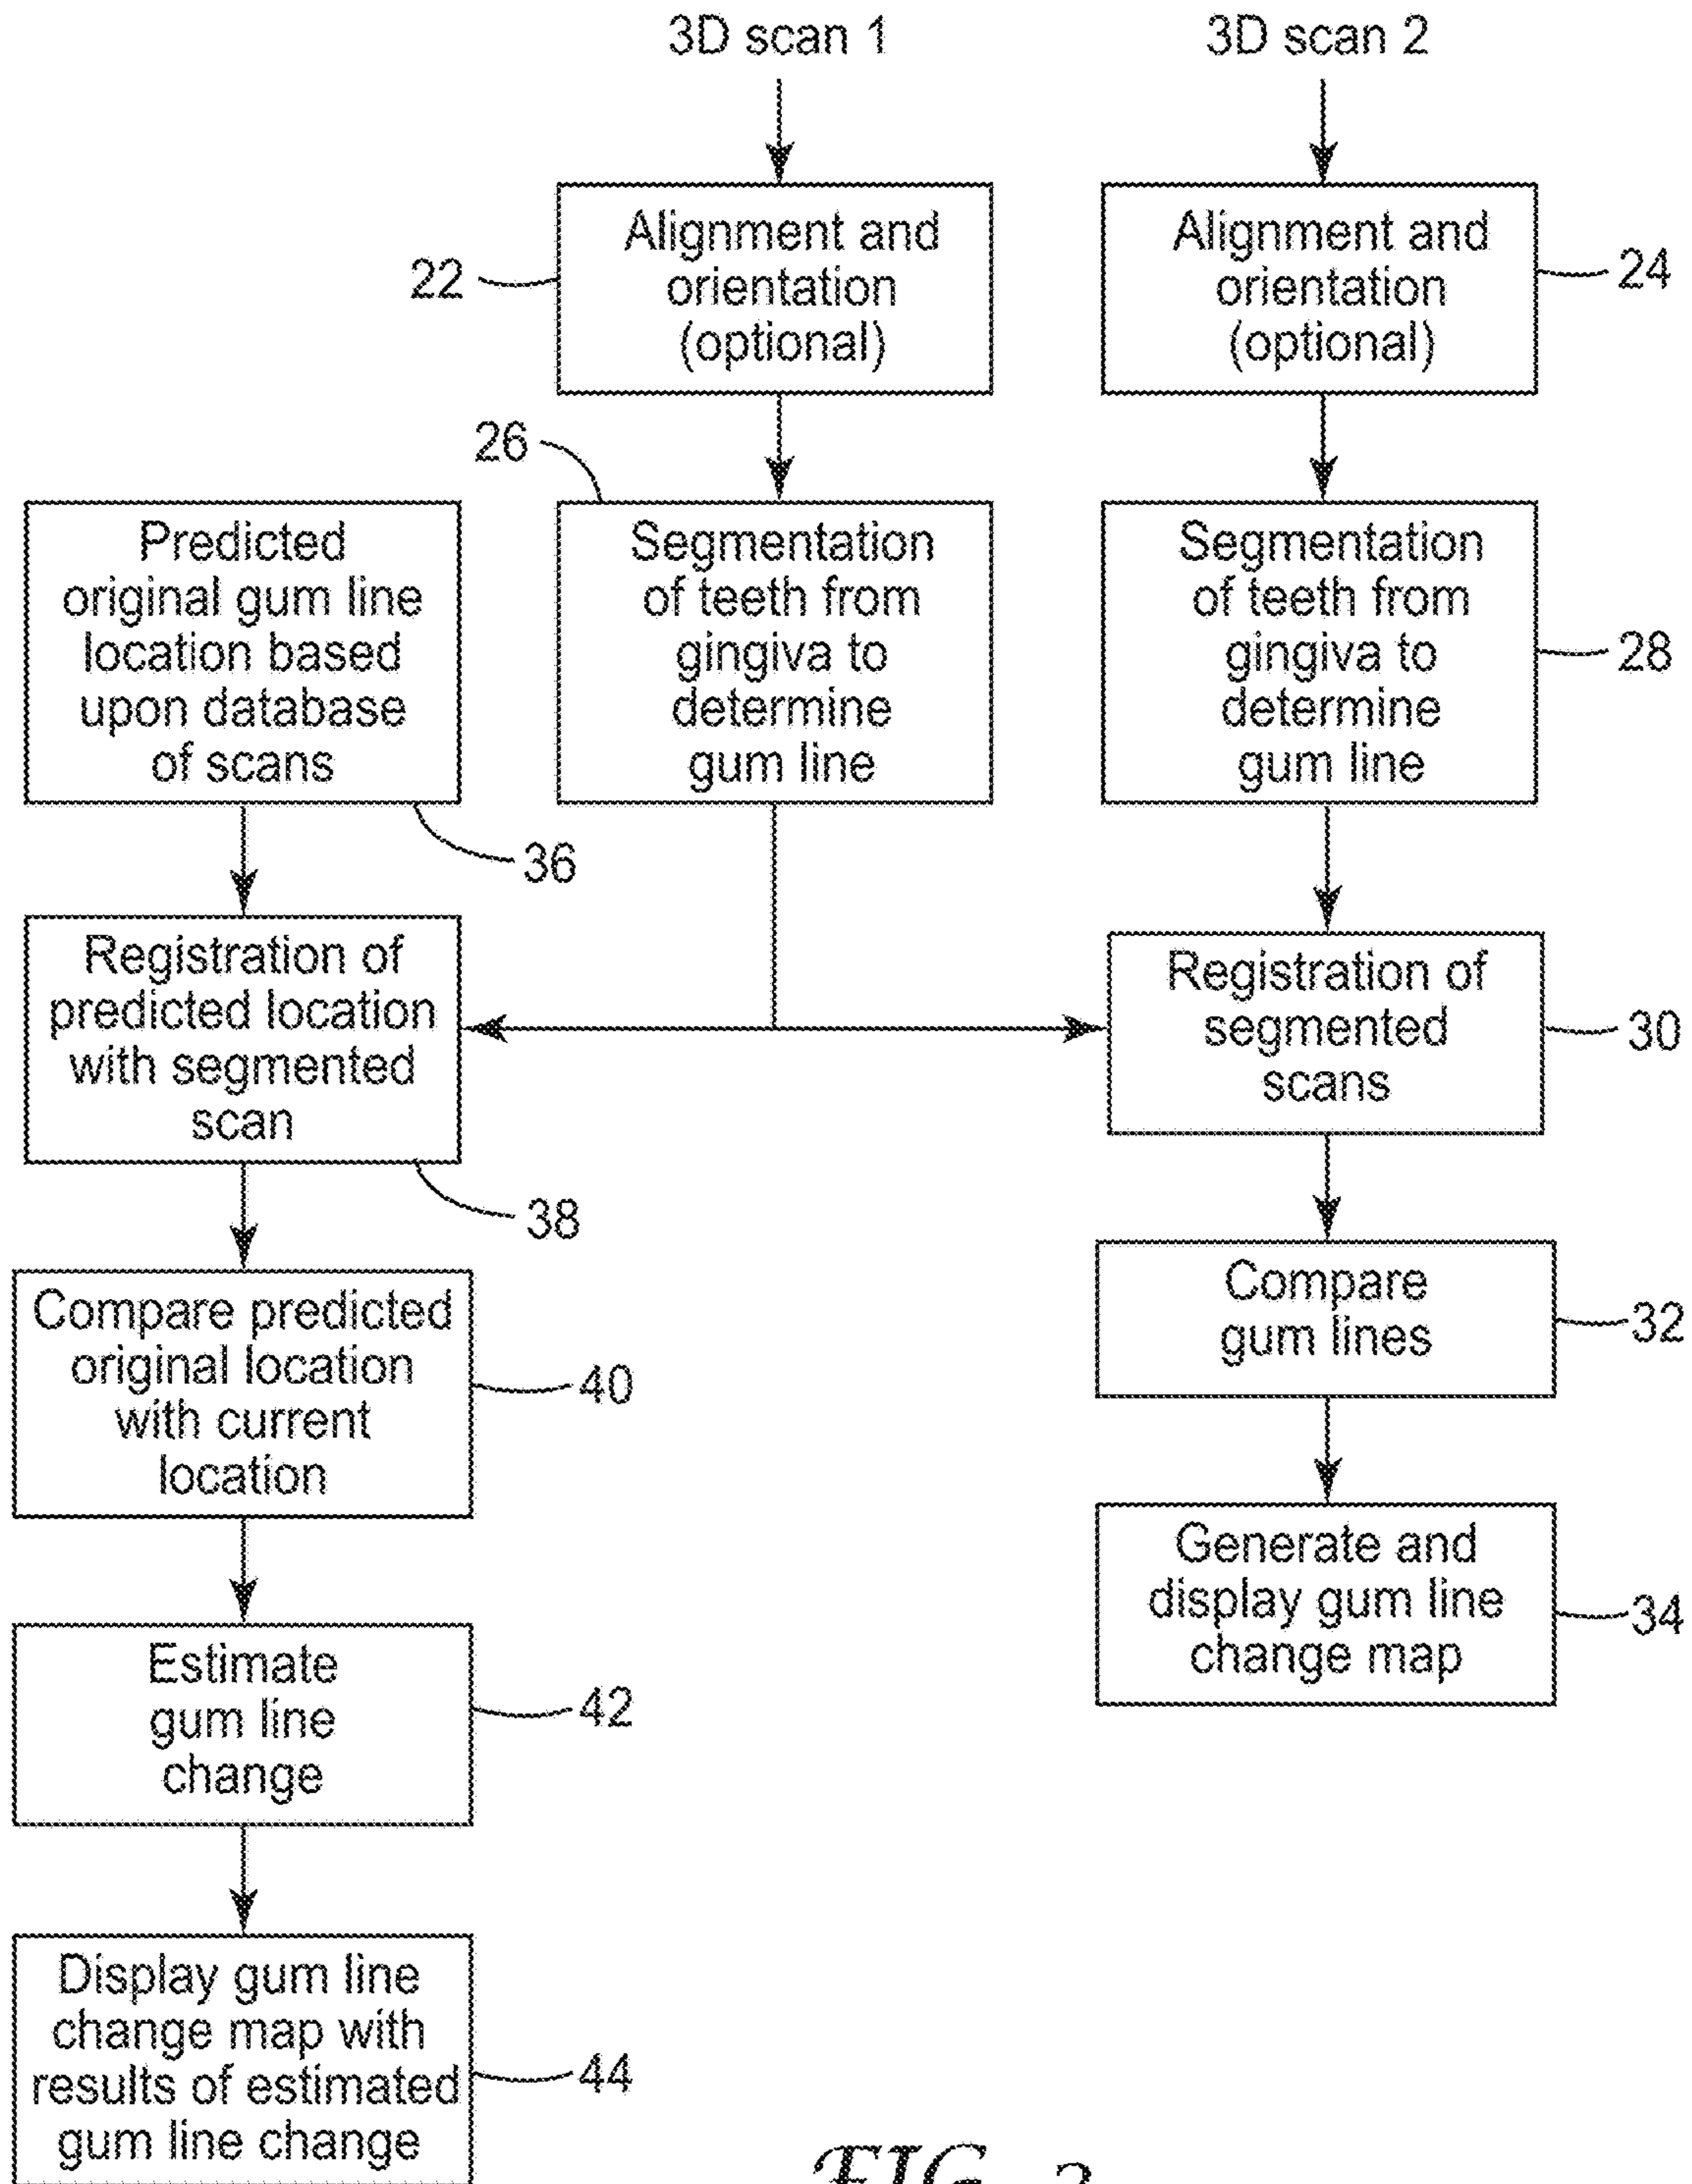 3D scan 1
3D scan 2
Alignment and
orientation
(optional)
22
Alignment and
orientation
(optional)
24
26
Predicted
original gum line
location based
upon database
of scans
36
Segmentation
of teeth from
gingiva to
determine
gum line
Segmentation
of teeth from
gingiva to
determine
gum line
28
Registration of
predicted location
with segmented
scan
38
Registration of
segmented
scans
30
Compare predicted
original location
with current
location
40
Compare
gum lines
32
Estimate
gum line
change
42
Generate and
display gum line
change map
34
Display gum line
change map with
results of estimated
gum line change
44
FIG.